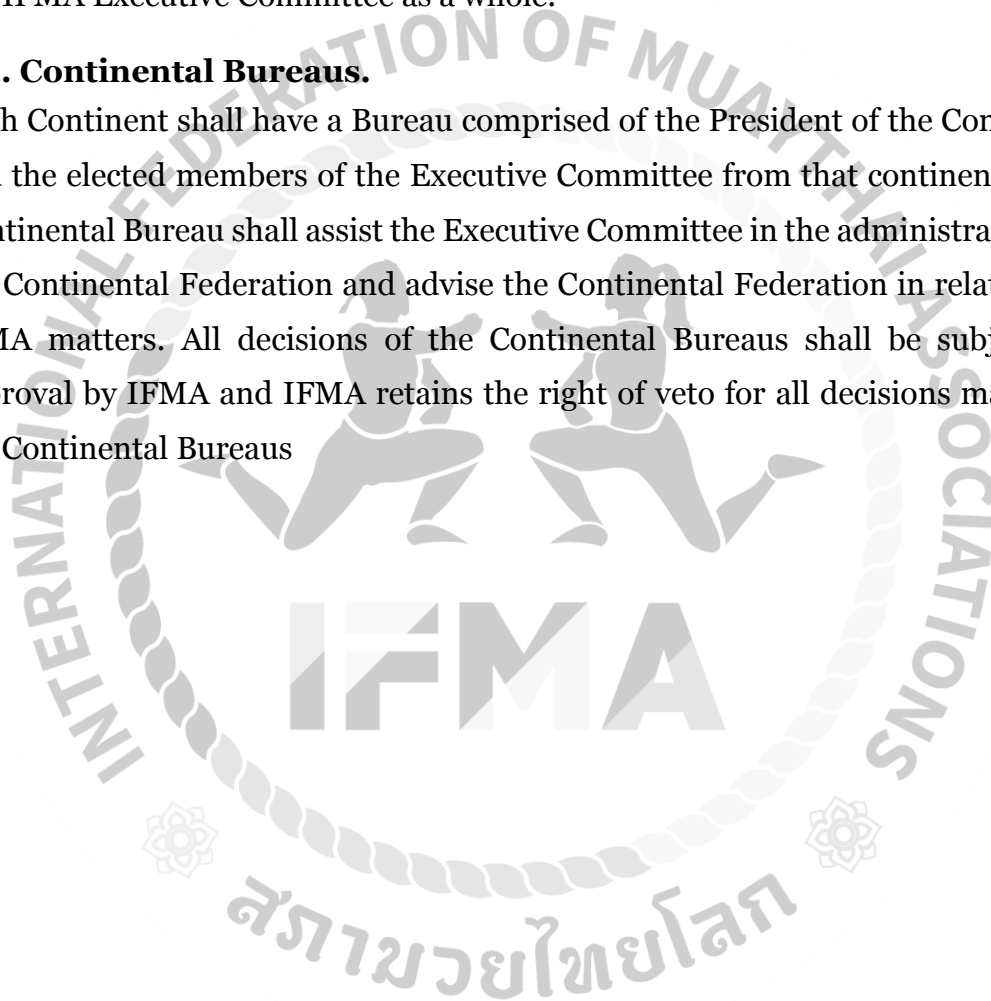 IFMA Executive Committee as a whole.
. Continental Bureaus.
h Continent shall have a Bureau comprised of the President of the Con
the elected members of the Executive Committee from that continen
ntinental Bureau shall assist the Executive Committee in the administra
Continental Federation and advise the Continental Federation in relat
MA matters. All decisions of the Continental Bureaus shall be subj
roval by IFMA and IFMA retains the right of veto for all decisions ma
Continental Bureaus
INTERNATIONAL FEDERATION OF MUAYTHAI ASSOCIATIONS
IFMA
สภามวยไทยโลก